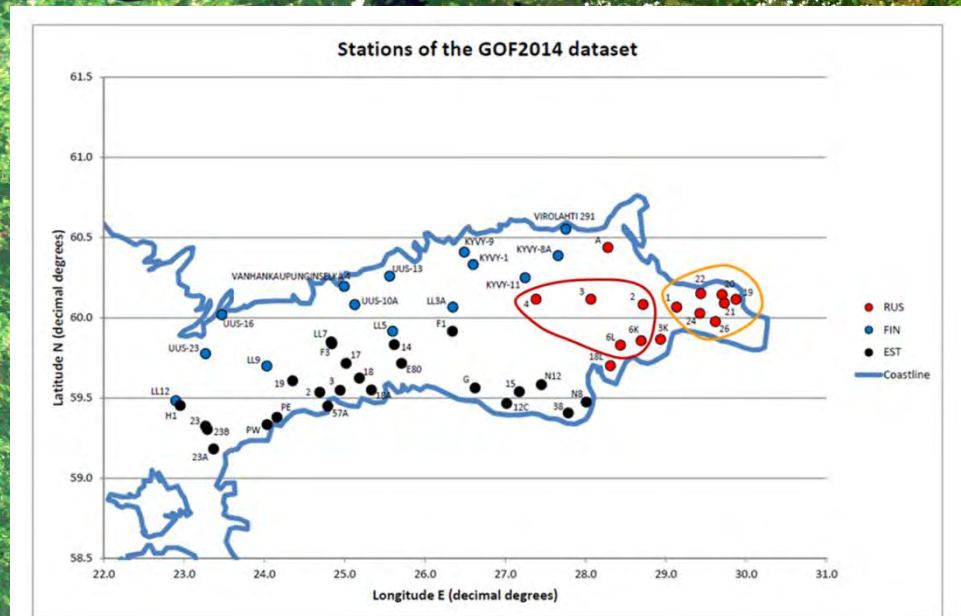 Stations of the GOF2014 dataset
Latitude N (decimal degrees)
61.5
61.0
60.5
60.0
59.5
59.0
58.5
22.0 23.0 24.0 25.0 26.0 27.0 28.0 29.0 30.0 31.0
Longitude E (decimal degrees)
VIROLAHTI 291
A
KYVY-9
KYVY-1
KYVY-8A
KYVY-11
UUS-13
VANHANKAUPUNGINSELKÄ 4
UUS-10A
LL3A
F1
UUS-16
UUS-23
LL5
14
E80
LL7
F3
17
LL9
18
18A
19
2
3
57A
LL12
H1
23
23B
23A
PW
PE
G
15
N12
12C
38
N8
4
3
2
6L
6K
18L
3K
1
22
20
19
21
24
26
RUS
FIN
EST
Coastline